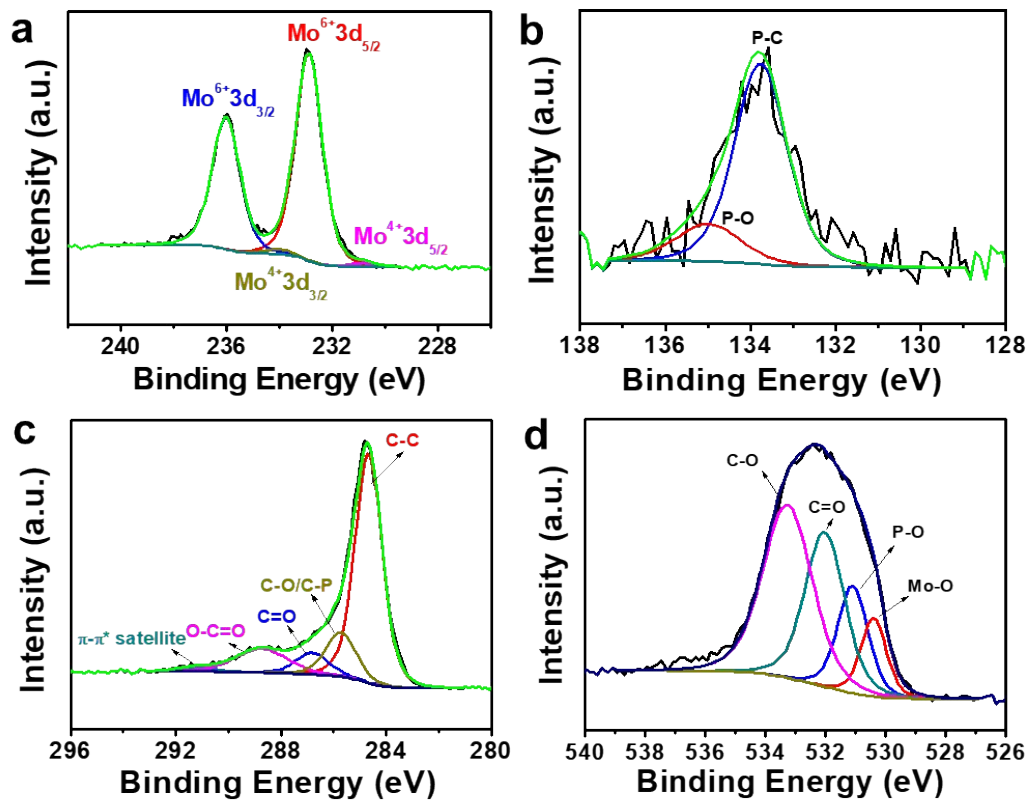 a
Mo⁶⁺3d₅/₂
Mo⁶⁺3d₃/₂
Mo⁴⁺3d₅/₂
Mo⁴⁺3d₃/₂
Intensity (a.u.)
240 236 232 228
Binding Energy (eV)
b
P-C
P-O
Intensity (a.u.)
138 136 134 132 130 128
Binding Energy (eV)
c
C-C
C-O/C-P
C=O
O-C=O
π-π* satellite
Intensity (a.u.)
296 292 288 284 280
Binding Energy (eV)
d
C-O
C=O
P-O
Mo-O
Intensity (a.u.)
540 538 536 534 532 530 528 526
Binding Energy (eV)